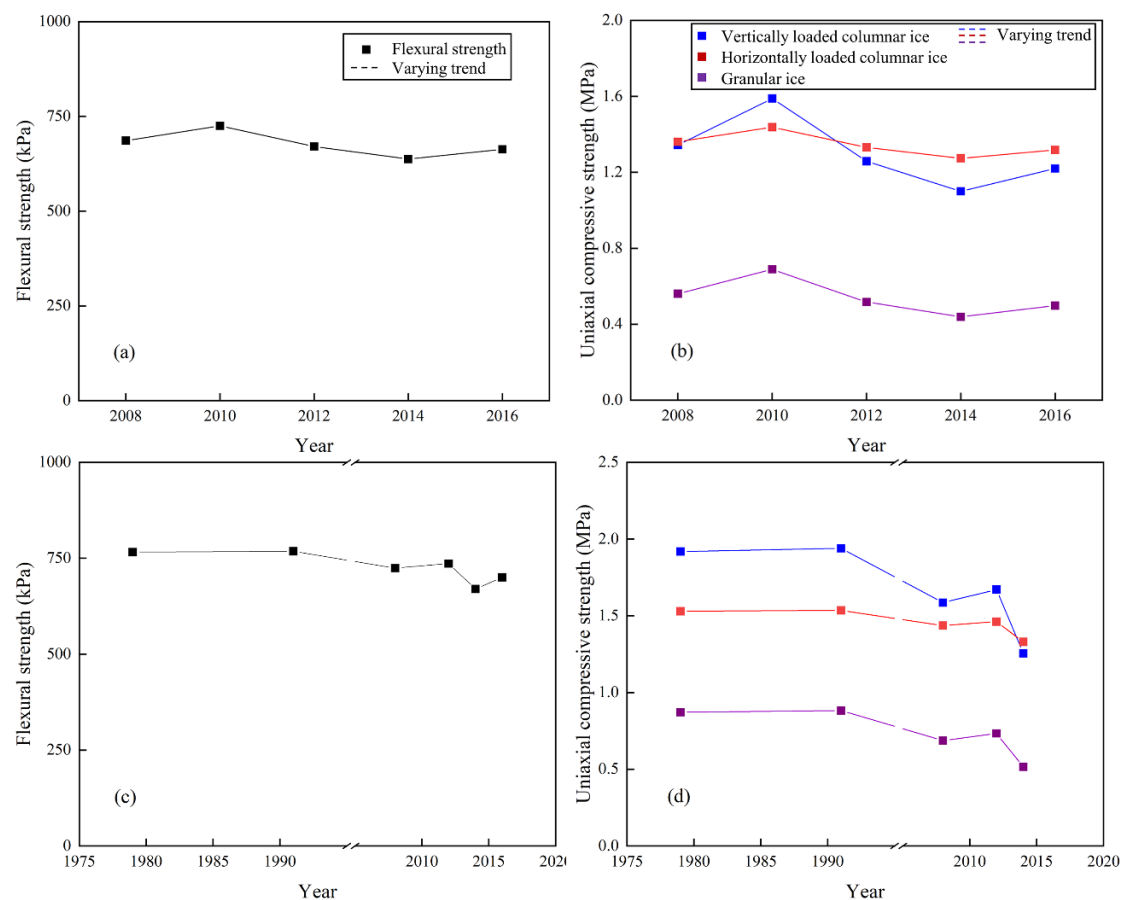 1000
750
500
250
0
Flexural strength (kPa)
Flexural strength
Varying trend
(a)
2008 2010 2012 2014 2016
Year
2.0
1.6
1.2
0.8
0.4
0.0
Uniaxial compressive strength (MPa)
Vertically loaded columnar ice
Varying trend
Horizontally loaded columnar ice
Granular ice
(b)
2008 2010 2012 2014 2016
Year
1000
750
500
250
0
Flexural strength (kPa)
(c)
1975 1980 1985 1990 2010 2015 2020
Year
2.5
2.0
1.5
1.0
0.5
0.0
Uniaxial compressive strength (MPa)
(d)
1975 1980 1985 1990 2010 2015 2020
Year